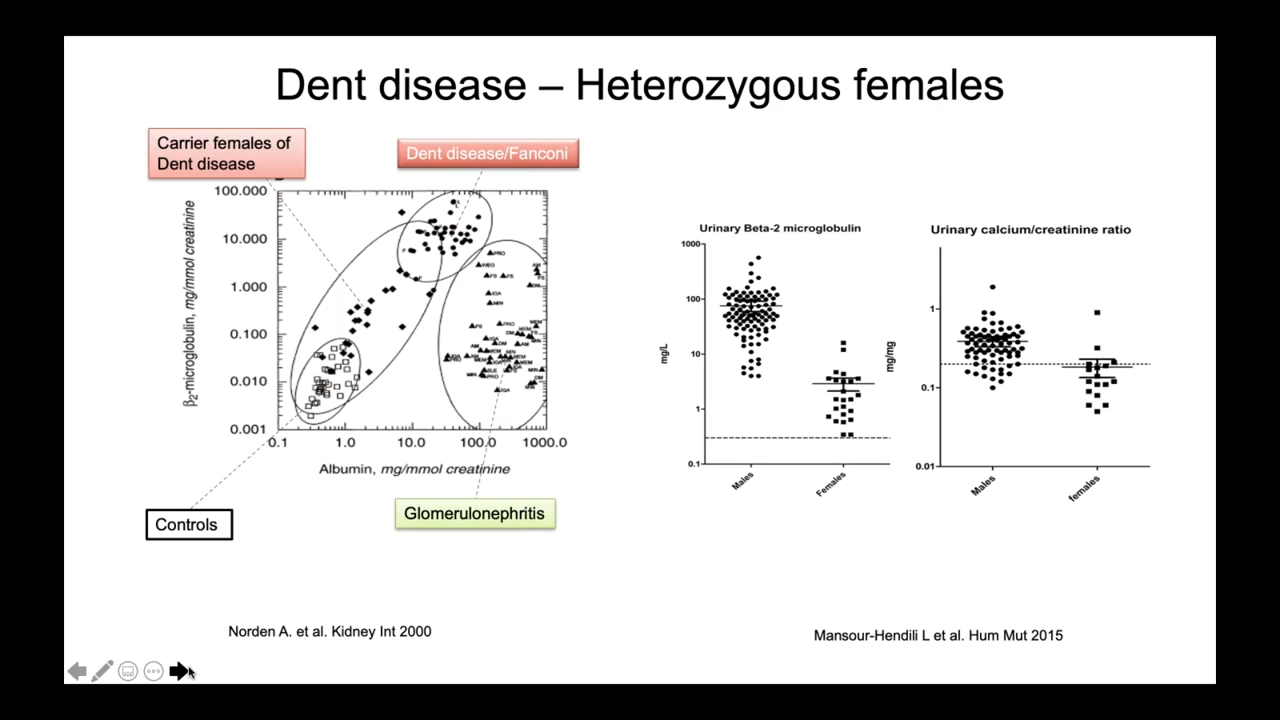 Dent disease – Heterozygous females
Carrier females of
Dent disease
Dent disease/Fanconi
β2-microglobulin, mg/mmol creatinine
100.000
10.000
1.000
0.100
0.010
0.001
0.1
1.0
10.0
100.0
1000.0
Albumin, mg/mmol creatinine
Controls
Glomerulonephritis
Norden A. et al. Kidney Int 2000
Urinary Beta-2 microglobulin
mg/L
1000
100
10
1
0.1
Males
Females
Urinary calcium/creatinine ratio
mg/mg
1
0.1
0.01
Males
females
Mansour-Hendili L et al. Hum Mut 2015